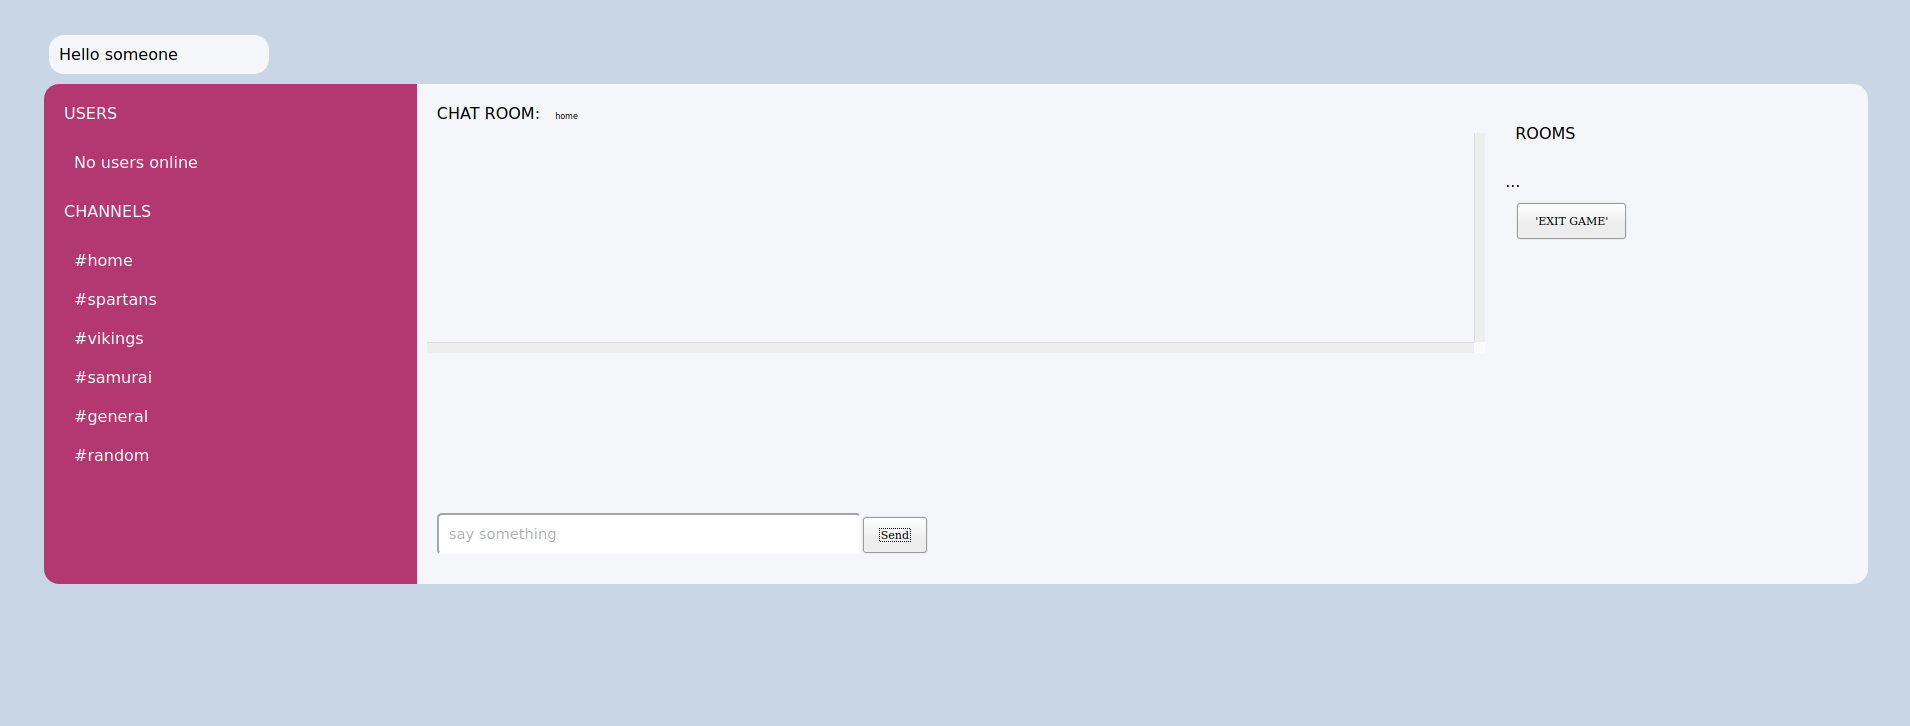 Hello someone
USERS
No users online
CHANNELS
#home
#spartans
#vikings
#samurai
#general
#random
CHAT ROOM: home
say something
Send
ROOMS
...
'EXIT GAME'